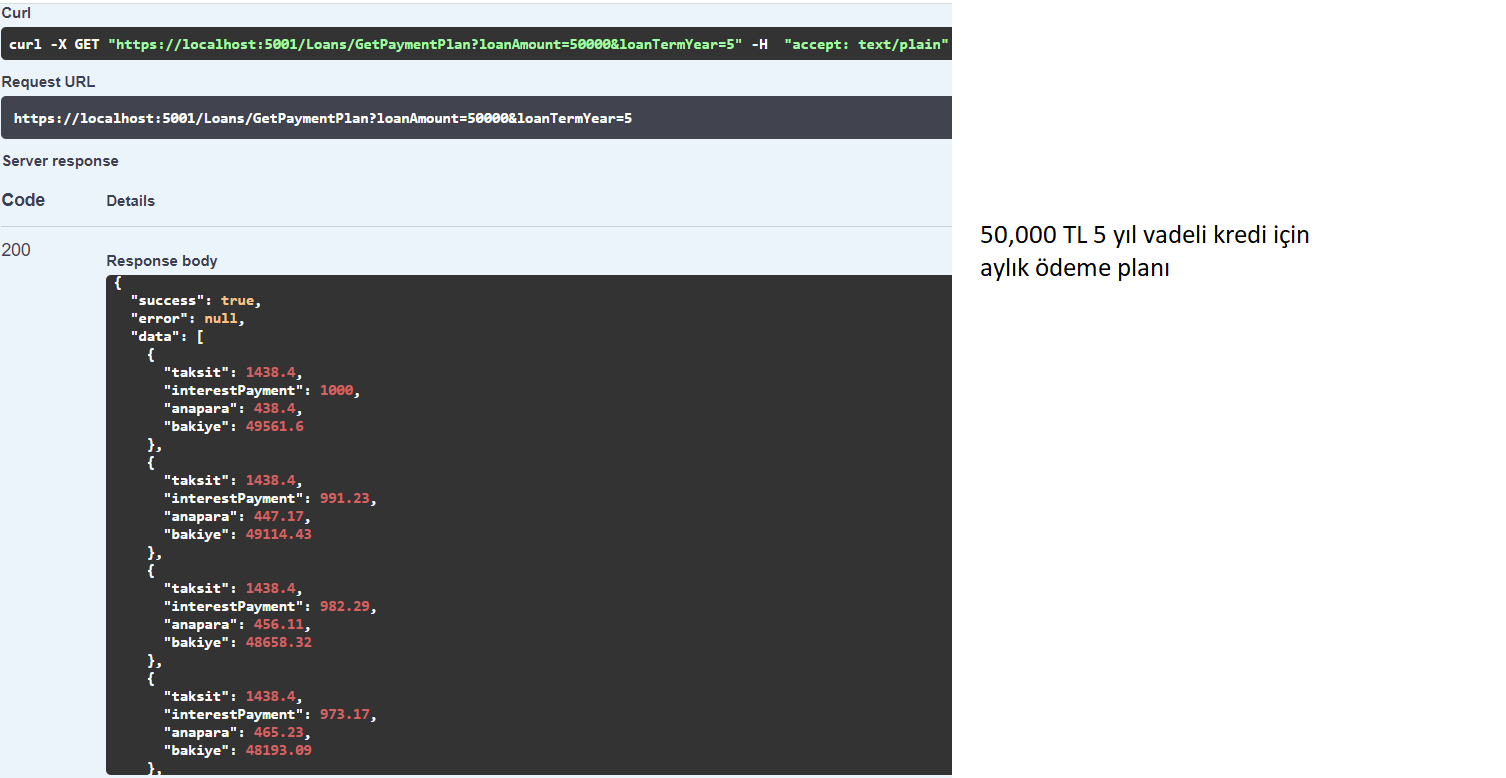 Curl
curl -X GET "https://localhost:5001/Loans/GetPaymentPlan?loanAmount=50000&loanTermYear=5" -H  "accept: text/plain"
Request URL
https://localhost:5001/Loans/GetPaymentPlan?loanAmount=50000&loanTermYear=5
Server response
Code Details
200
Response body
{
"success": true,
"error": null,
"data": [
{
"taksit": 1438.4,
"interestPayment": 1000,
"anapara": 438.4,
"bakiye": 49561.6
},
{
"taksit": 1438.4,
"interestPayment": 991.23,
"anapara": 447.17,
"bakiye": 49114.43
},
{
"taksit": 1438.4,
"interestPayment": 982.29,
"anapara": 456.11,
"bakiye": 48658.32
},
{
"taksit": 1438.4,
"interestPayment": 973.17,
"anapara": 465.23,
"bakiye": 48193.09
},
50,000 TL 5 yıl vadeli kredi için
aylık ödeme planı